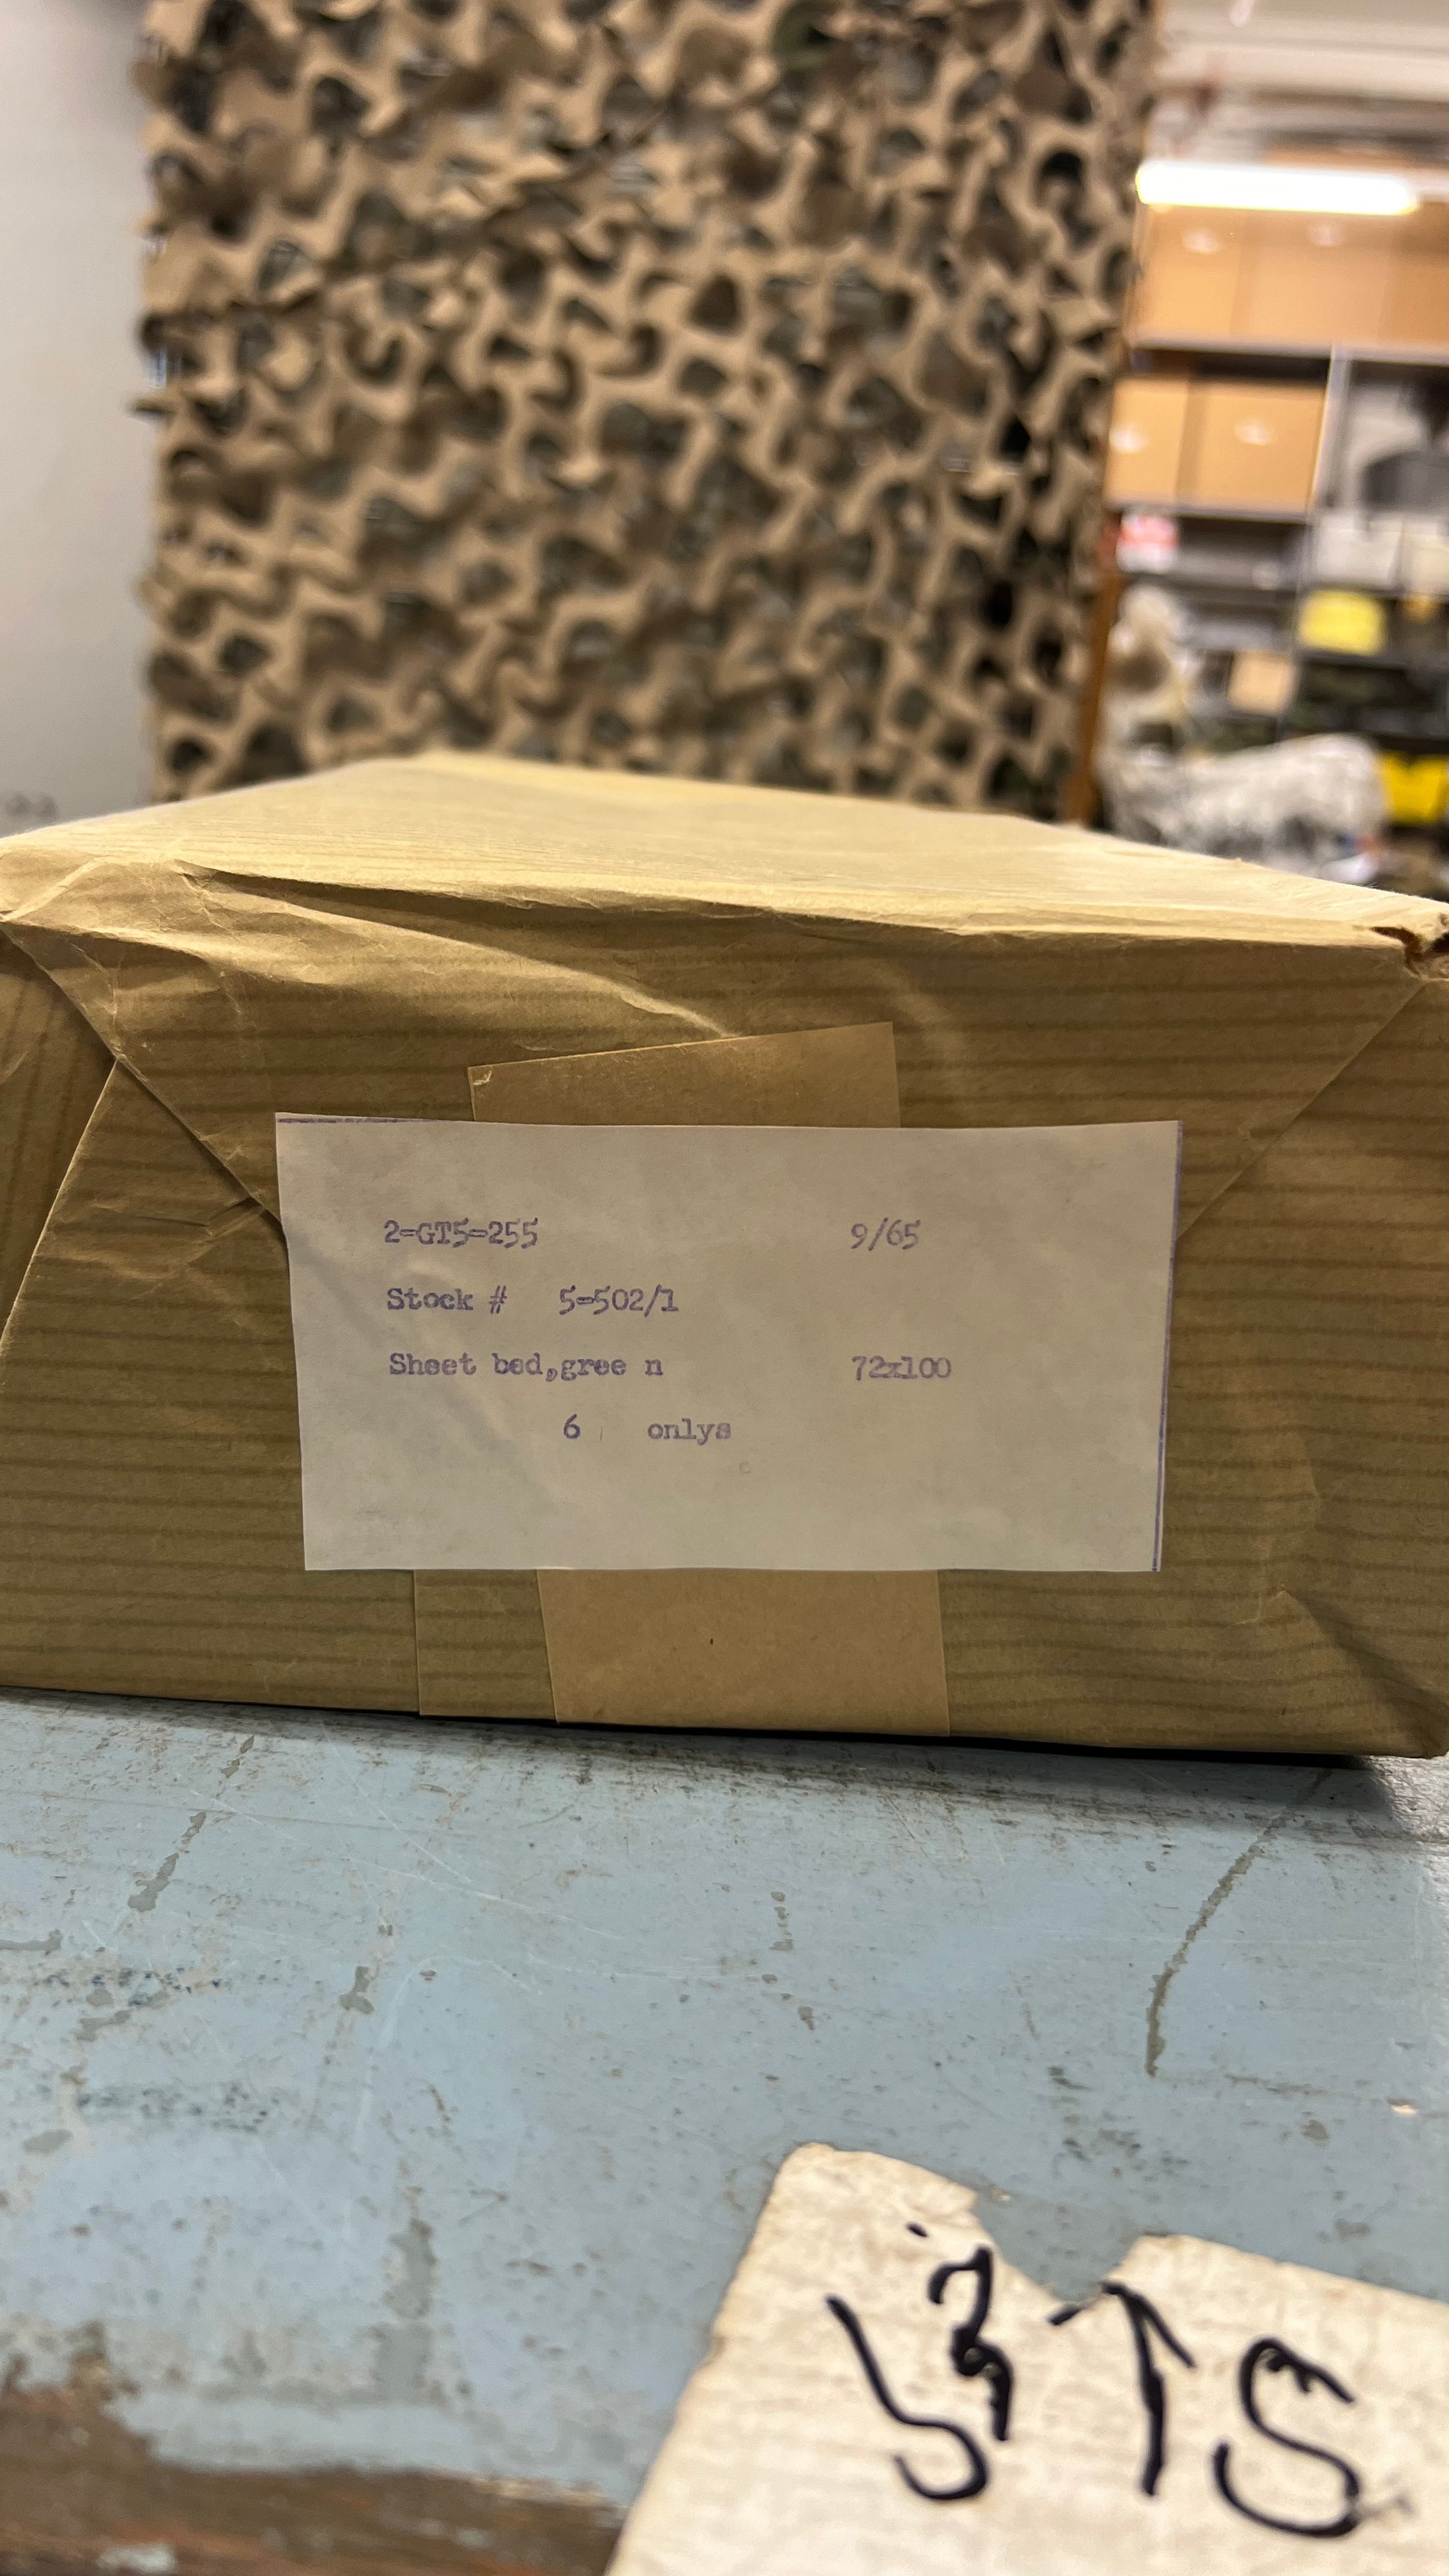 2=GT5=255 9/65
Stock # 5-502/1
Sheet bed,gree n 72x100
6 onlys